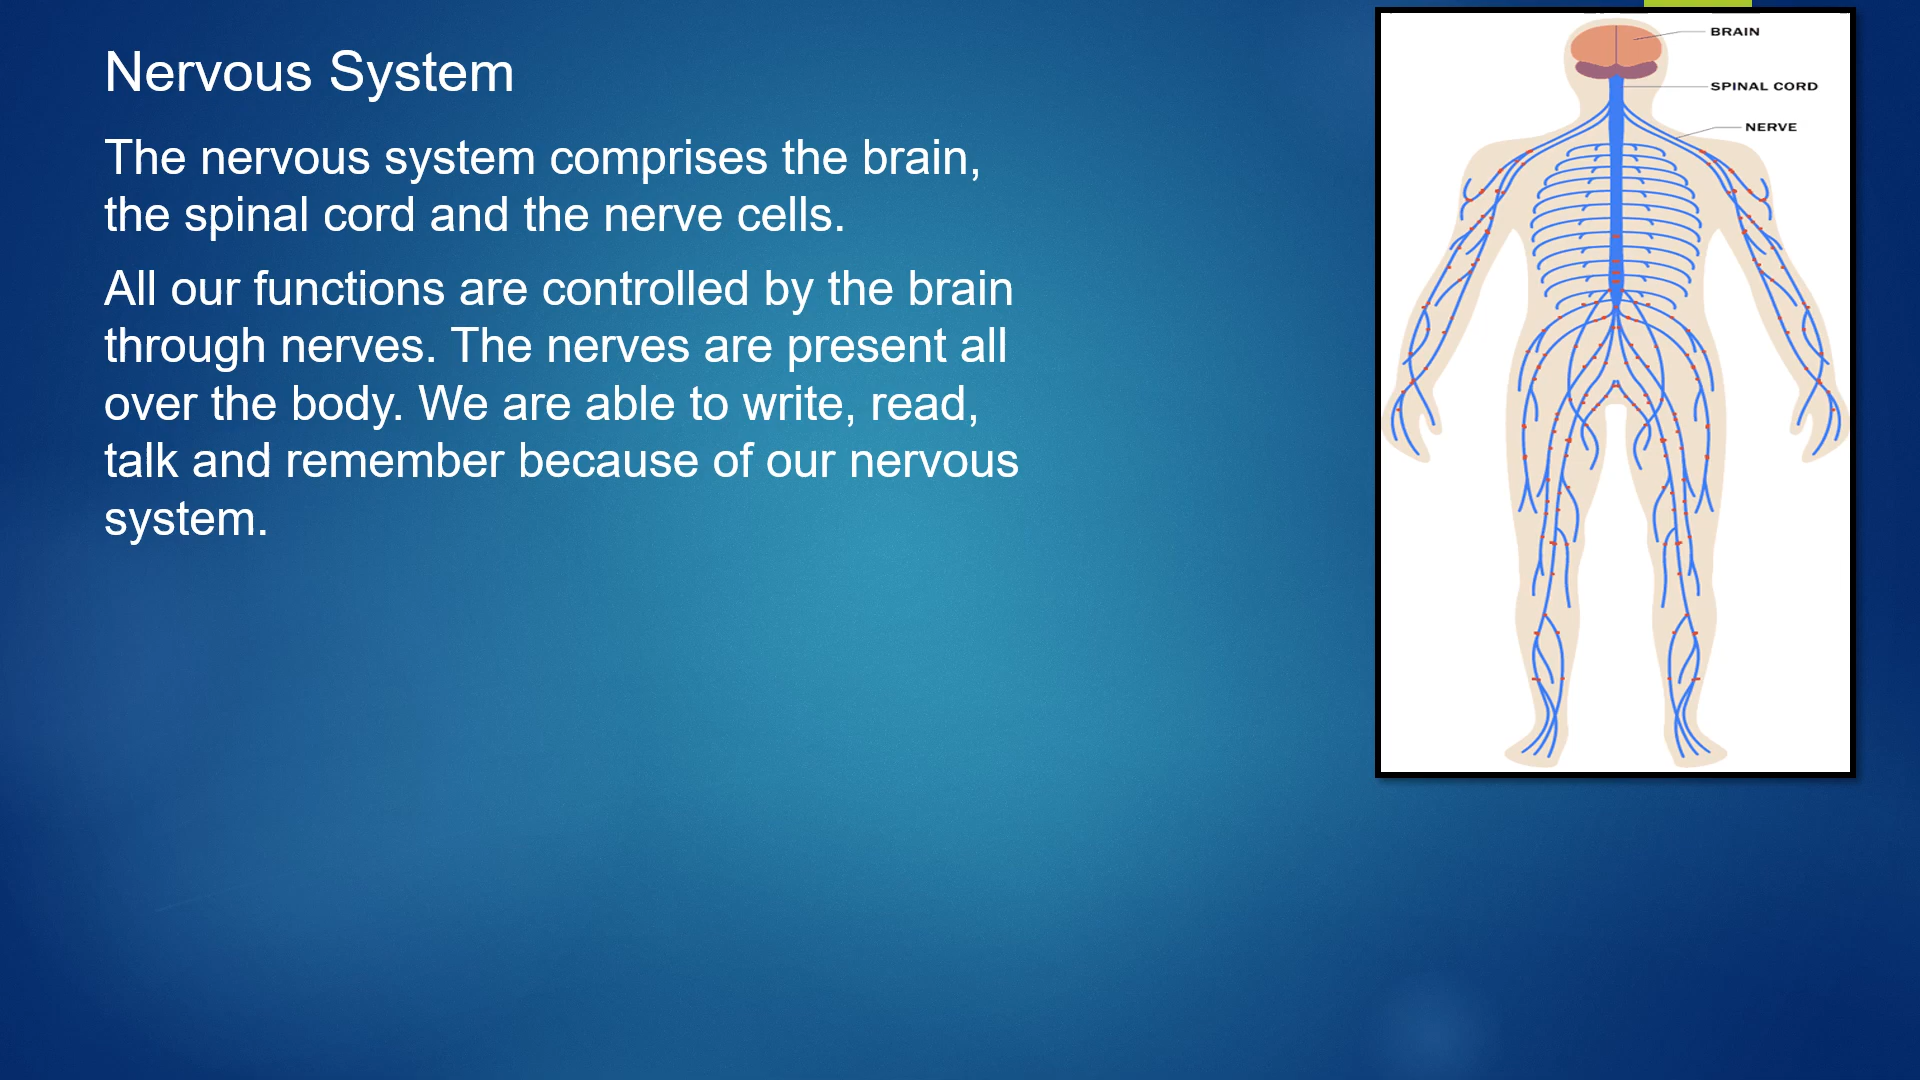 Nervous System
The nervous system comprises the brain,
the spinal cord and the nerve cells.
All our functions are controlled by the brain
through nerves. The nerves are present all
over the body. We are able to write, read,
talk and remember because of our nervous
system.
BRAIN
SPINAL CORD
NERVE